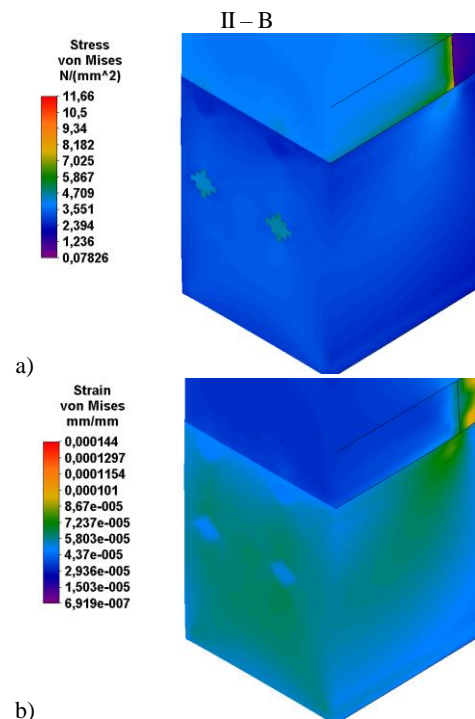 II – B
Stress
von Mises
N/(mm^2)
11,66
10,5
9,34
8,182
7,025
5,867
4,709
3,551
2,394
1,236
0,07826
a)
Strain
von Mises
mm/mm
0,000144
0,0001297
0,0001154
0,000101
8,67e-005
7,237e-005
5,803e-005
4,37e-005
2,936e-005
1,503e-005
6,919e-007
b)